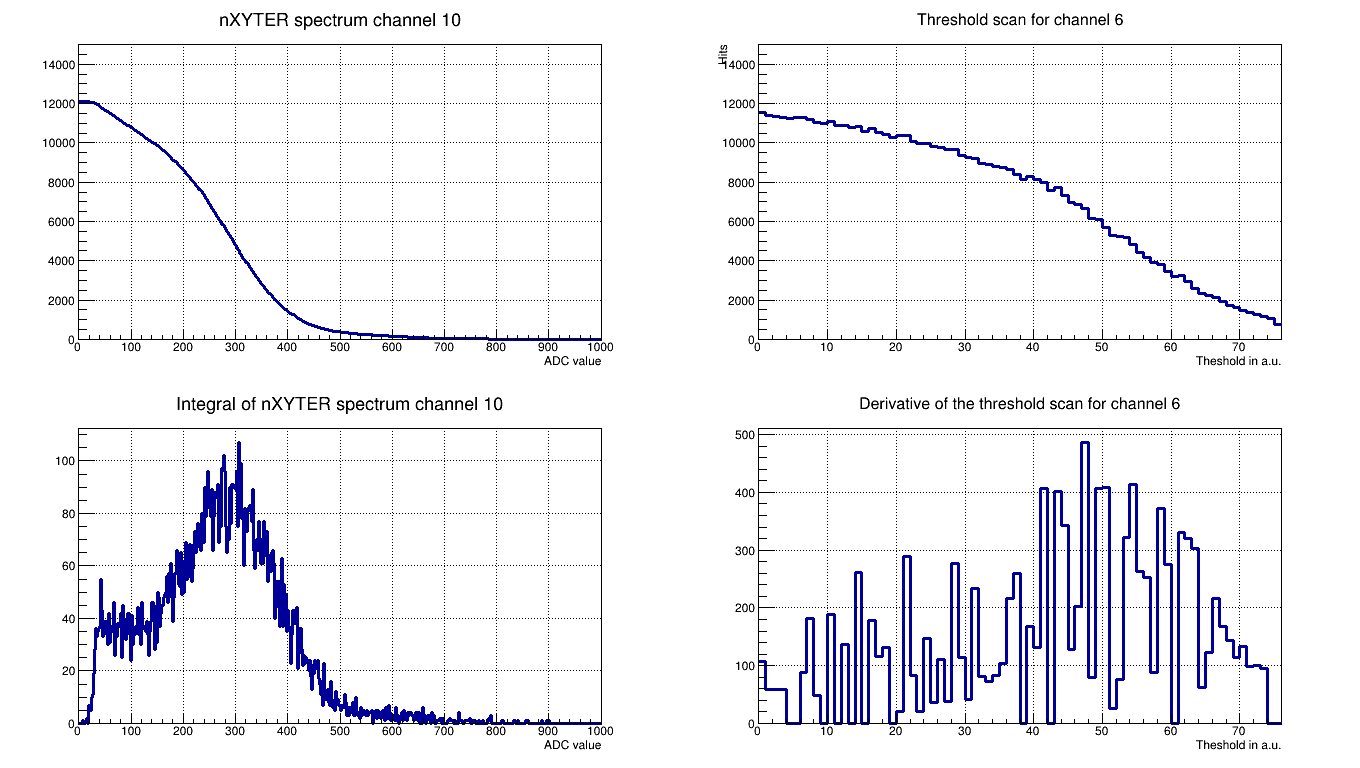 nXYTER spectrum channel 10
14000
12000
10000
8000
6000
4000
2000
0
0 100 200 300 400 500 600 700 800 900 1000
ADC value
Threshold scan for channel 6
Hits
14000
12000
10000
8000
6000
4000
2000
0
0 10 20 30 40 50 60 70
Theshold in a.u.
Integral of nXYTER spectrum channel 10
100
80
60
40
20
0
0 100 200 300 400 500 600 700 800 900 1000
ADC value
Derivative of the threshold scan for channel 6
500
400
300
200
100
0
0 10 20 30 40 50 60 70
Theshold in a.u.